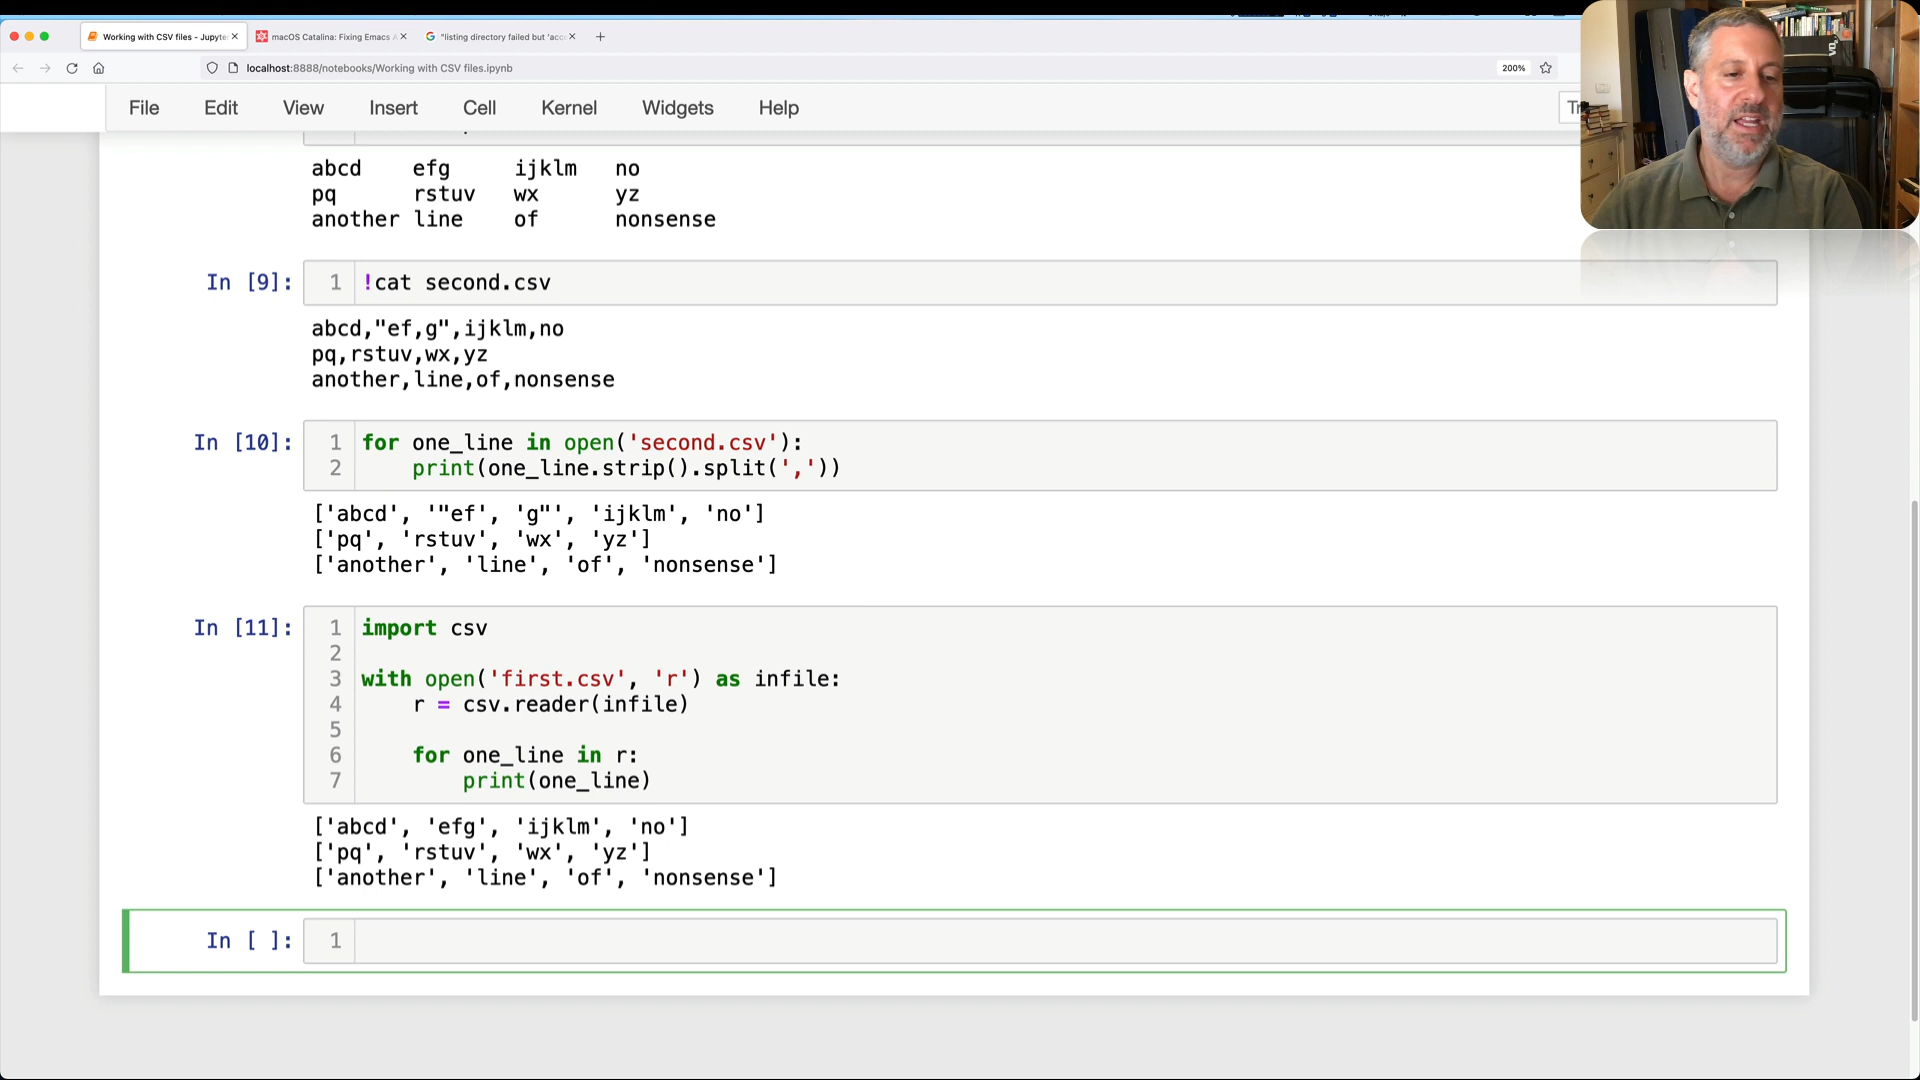 Working with CSV files - Jupyte
macOS Catalina: Fixing Emacs A
"listing directory failed but 'acc
localhost:8888/notebooks/Working with CSV files.ipynb
200%
File Edit View Insert Cell Kernel Widgets Help
abcd efg ijklm no
pq rstuv wx yz
another line of nonsense
In [9]: 1 !cat second.csv
abcd,"ef,g",ijklm,no
pq,rstuv,wx,yz
another,line,of,nonsense
In [10]: 1 for one_line in open('second.csv'):
2 print(one_line.strip().split(','))
['abcd', '"ef', 'g"', 'ijklm', 'no']
['pq', 'rstuv', 'wx', 'yz']
['another', 'line', 'of', 'nonsense']
In [11]: 1 import csv
2
3 with open('first.csv', 'r') as infile:
4 r = csv.reader(infile)
5
6 for one_line in r:
7 print(one_line)
['abcd', 'efg', 'ijklm', 'no']
['pq', 'rstuv', 'wx', 'yz']
['another', 'line', 'of', 'nonsense']
In [ ]: 1